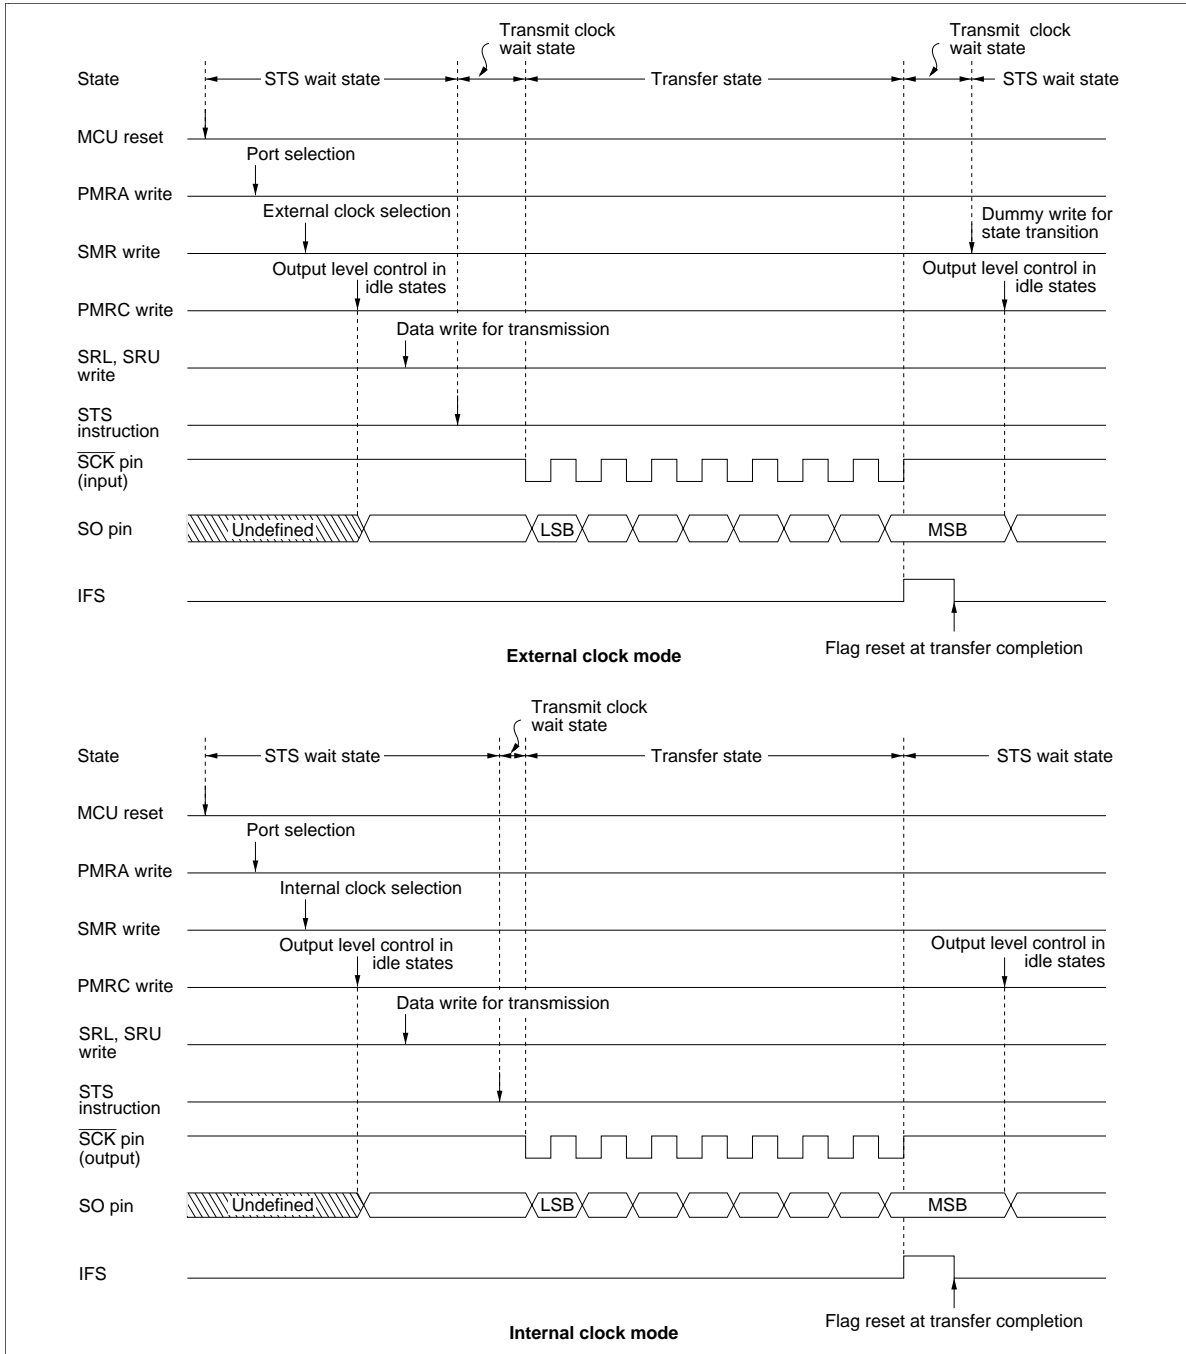 Transmit clock
wait state
Transmit clock
wait state
State
STS wait state
Transfer state
STS wait state
MCU reset
Port selection
PMRA write
External clock selection
Dummy write for
state transition
SMR write
Output level control in
idle states
Output level control in
idle states
PMRC write
Data write for transmission
SRL, SRU
write
STS
instruction
SCK pin
(input)
SO pin
Undefined
LSB
MSB
IFS
Flag reset at transfer completion
External clock mode
Transmit clock
wait state
State
STS wait state
Transfer state
STS wait state
MCU reset
Port selection
PMRA write
Internal clock selection
SMR write
Output level control in
idle states
Output level control in
idle states
PMRC write
Data write for transmission
SRL, SRU
write
STS
instruction
SCK pin
(output)
SO pin
Undefined
LSB
MSB
IFS
Flag reset at transfer completion
Internal clock mode